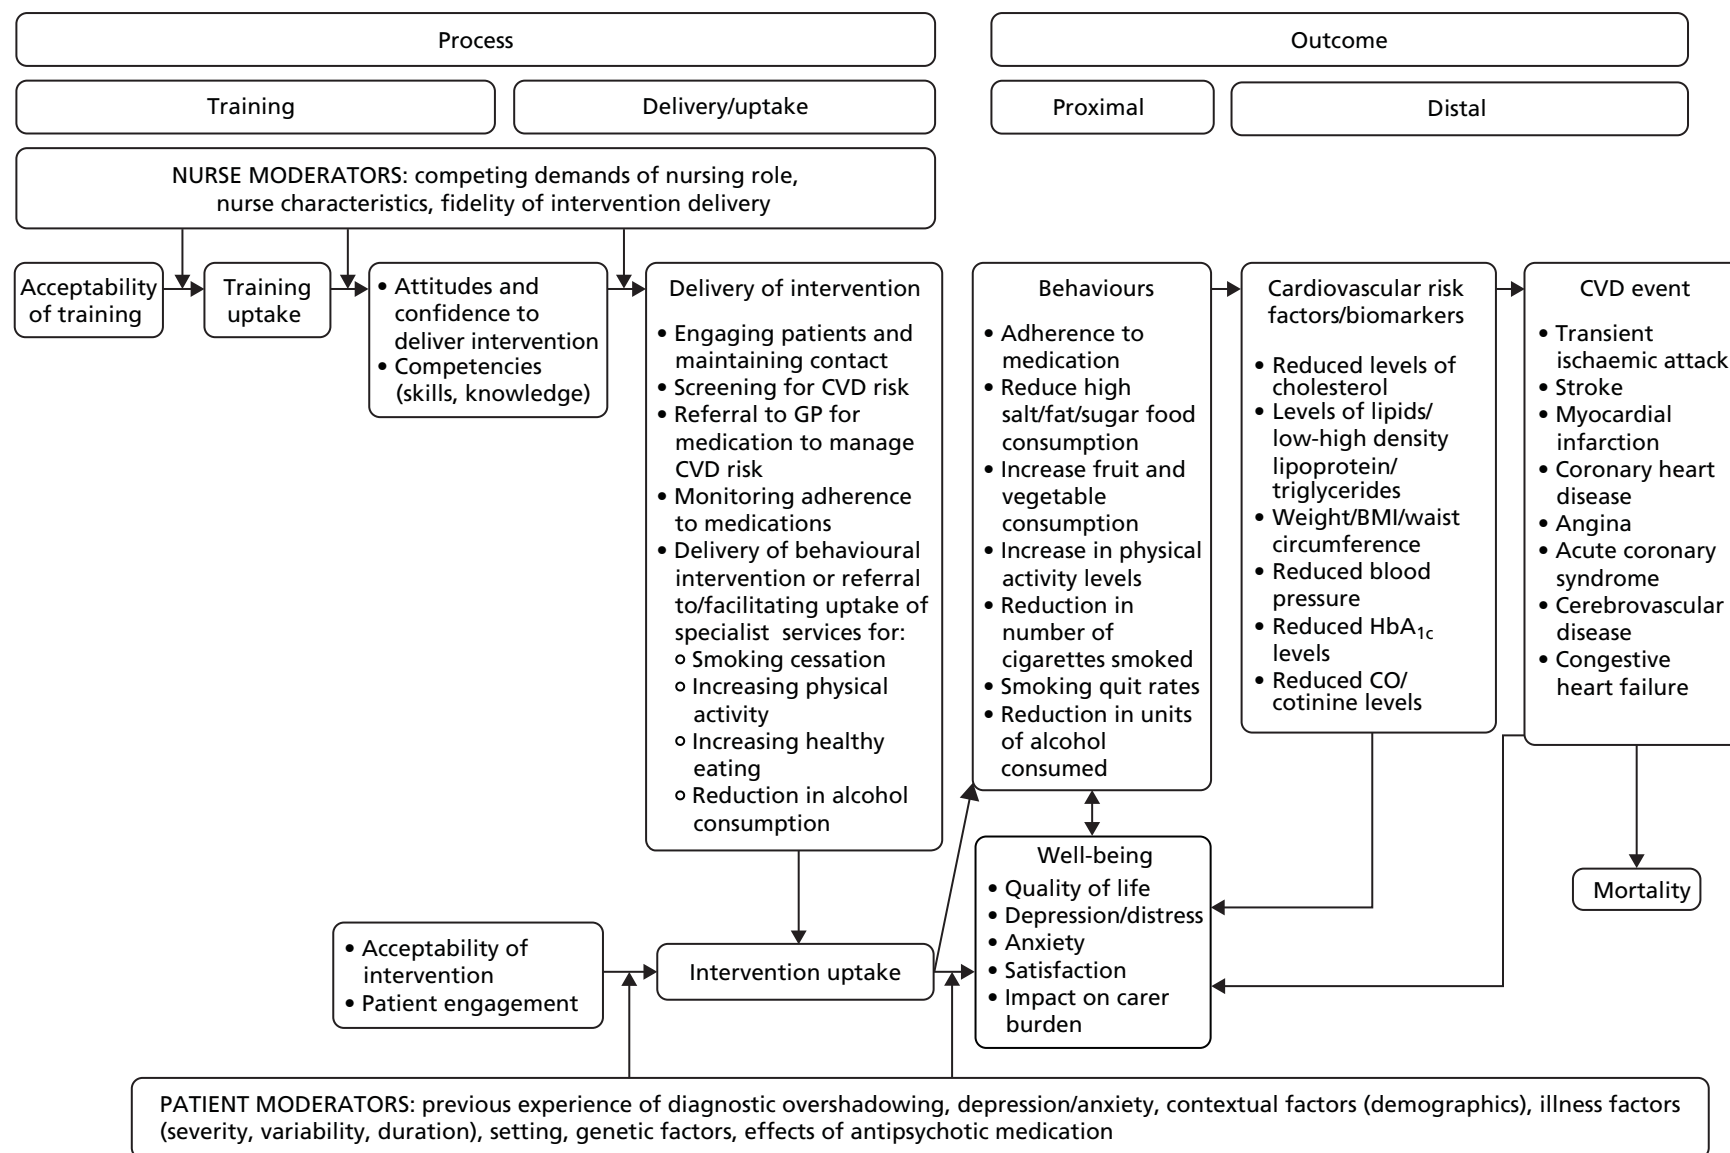 Process
Outcome
Training
Delivery/uptake
Proximal
Distal
NURSE MODERATORS: competing demands of nursing role,
nurse characteristics, fidelity of intervention delivery
Acceptability
of training
Training
uptake
• Attitudes and
confidence to
deliver intervention
• Competencies
(skills, knowledge)
Delivery of intervention
• Engaging patients and
maintaining contact
• Screening for CVD risk
• Referral to GP for
medication to manage
CVD risk
• Monitoring adherence
to medications
• Delivery of behavioural
intervention or referral
to/facilitating uptake of
specialist services for:
Smoking cessation
Increasing physical
activity
Increasing healthy
eating
Reduction in alcohol
consumption
Behaviours
• Adherence to
medication
• Reduce high
salt/fat/sugar food
consumption
• Increase fruit and
vegetable
consumption
• Increase in physical
activity levels
• Reduction in
number of
cigarettes smoked
• Smoking quit rates
• Reduction in units
of alcohol
consumed
Cardiovascular risk
factors/biomarkers
• Reduced levels of
cholesterol
• Levels of lipids/
low-high density
lipoprotein/
triglycerides
• Weight/BMI/waist
circumference
• Reduced blood
pressure
• Reduced HbA1c
levels
• Reduced CO/
cotinine levels
CVD event
• Transient
ischaemic attack
• Stroke
• Myocardial
infarction
• Coronary heart
disease
• Angina
• Acute coronary
syndrome
• Cerebrovascular
disease
• Congestive
heart failure
Well-being
• Quality of life
• Depression/distress
• Anxiety
• Satisfaction
• Impact on carer
burden
Mortality
• Acceptability of
intervention
• Patient engagement
Intervention uptake
PATIENT MODERATORS: previous experience of diagnostic overshadowing, depression/anxiety, contextual factors (demographics), illness factors
(severity, variability, duration), setting, genetic factors, effects of antipsychotic medication